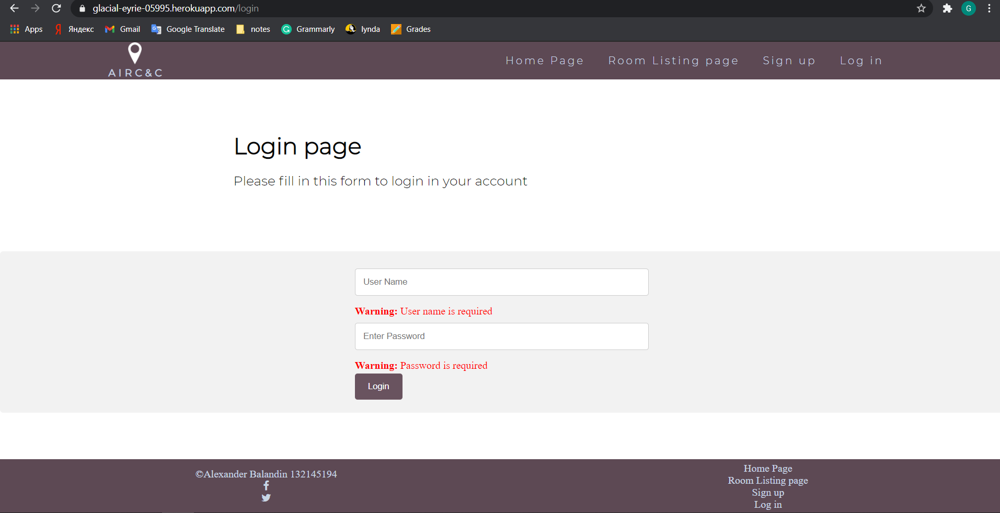 glacial-eyrie-05995.herokuapp.com/login
G
Apps Яндекс Gmail Google Translate notes Grammarly lynda Grades
AIRC&C
Home Page Room Listing page Sign up Log in
Login page
Please fill in this form to login in your account
User Name
Warning: User name is required
Enter Password
Warning: Password is required
Login
©Alexander Balandin 132145194
Home Page
Room Listing page
Sign up
Log in